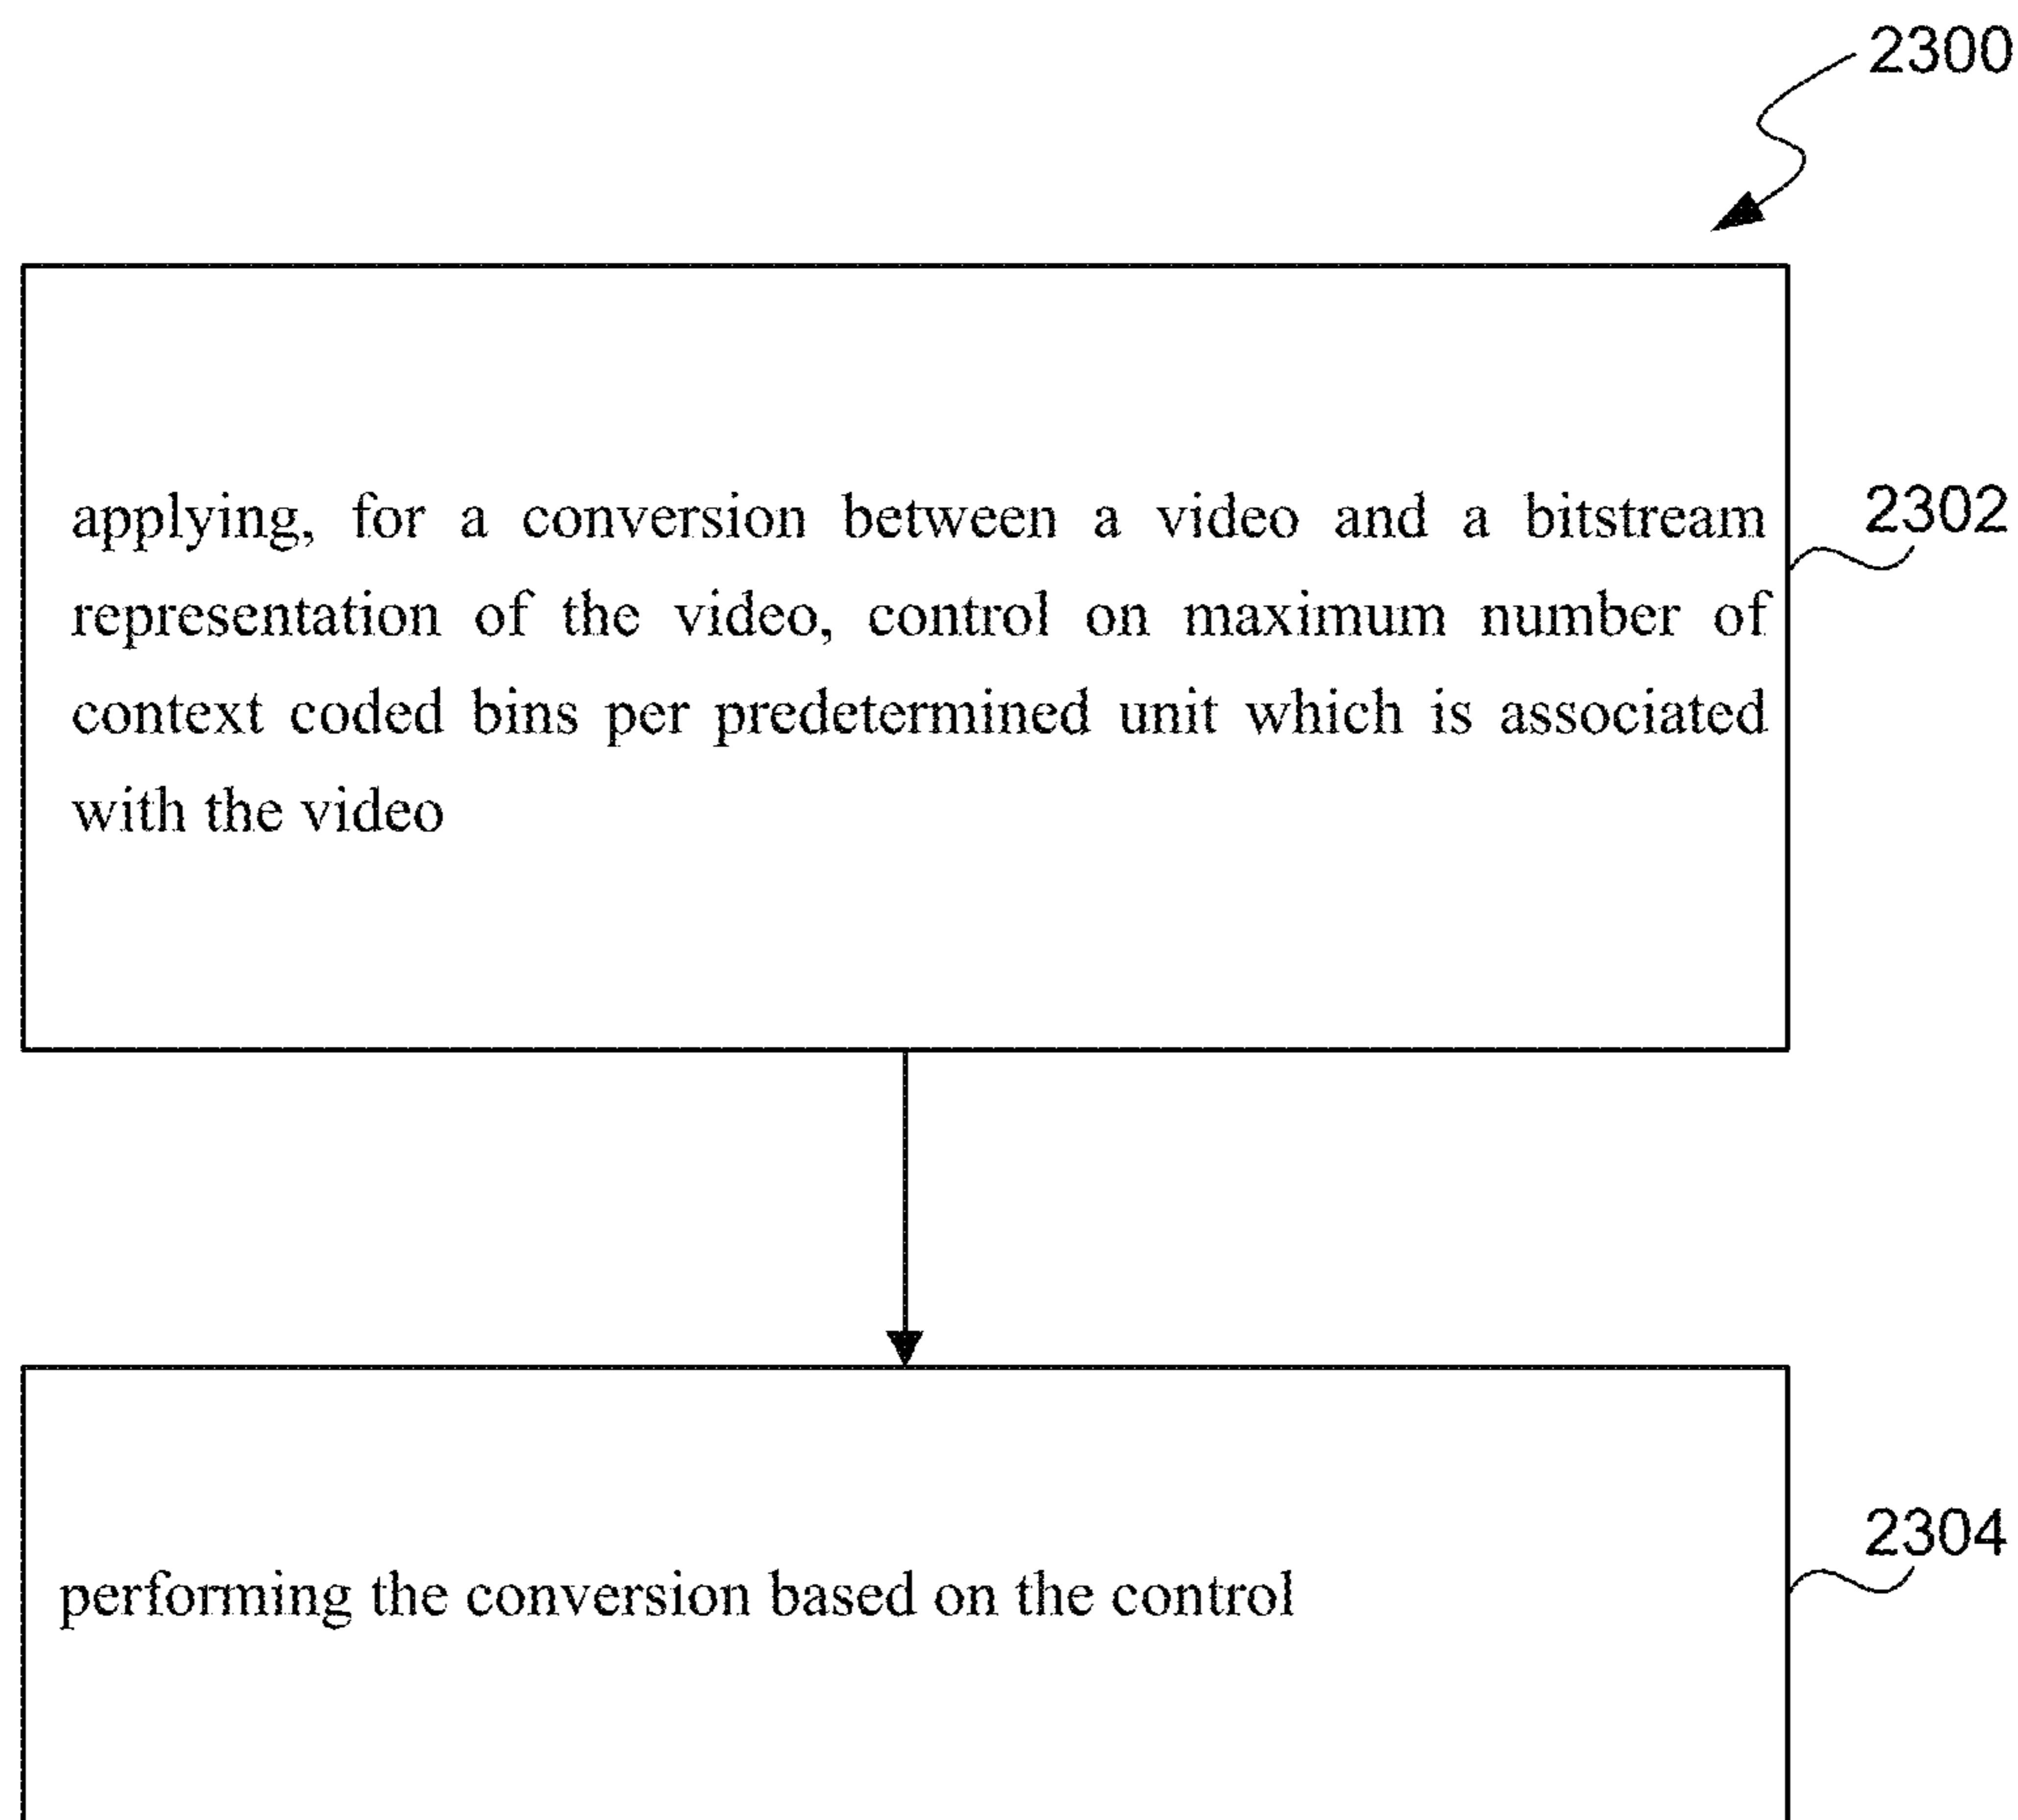 2300
applying, for a conversion between a video and a bitstream
2302
representation of the video, control on maximum number of
context coded bins per predetermined unit which is associated
with the video
2304
performing the conversion based on the control